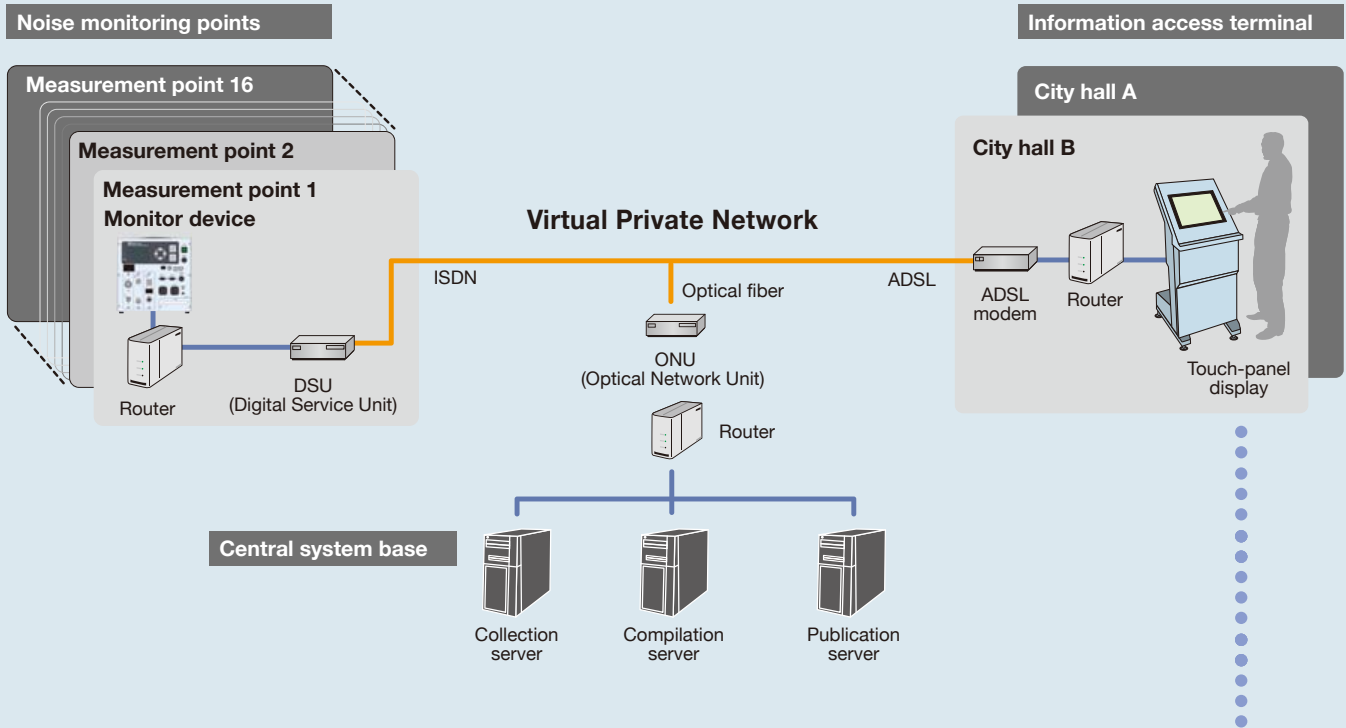 Noise monitoring points
Measurement point 16
Measurement point 2
Measurement point 1
Monitor device
Router
DSU
(Digital Service Unit)
Virtual Private Network
ISDN
Optical fiber
ADSL
ONU
(Optical Network Unit)
Router
Central system base
Collection
server
Compilation
server
Publication
server
Information access terminal
City hall A
City hall B
ADSL
modem
Router
Touch-panel
display